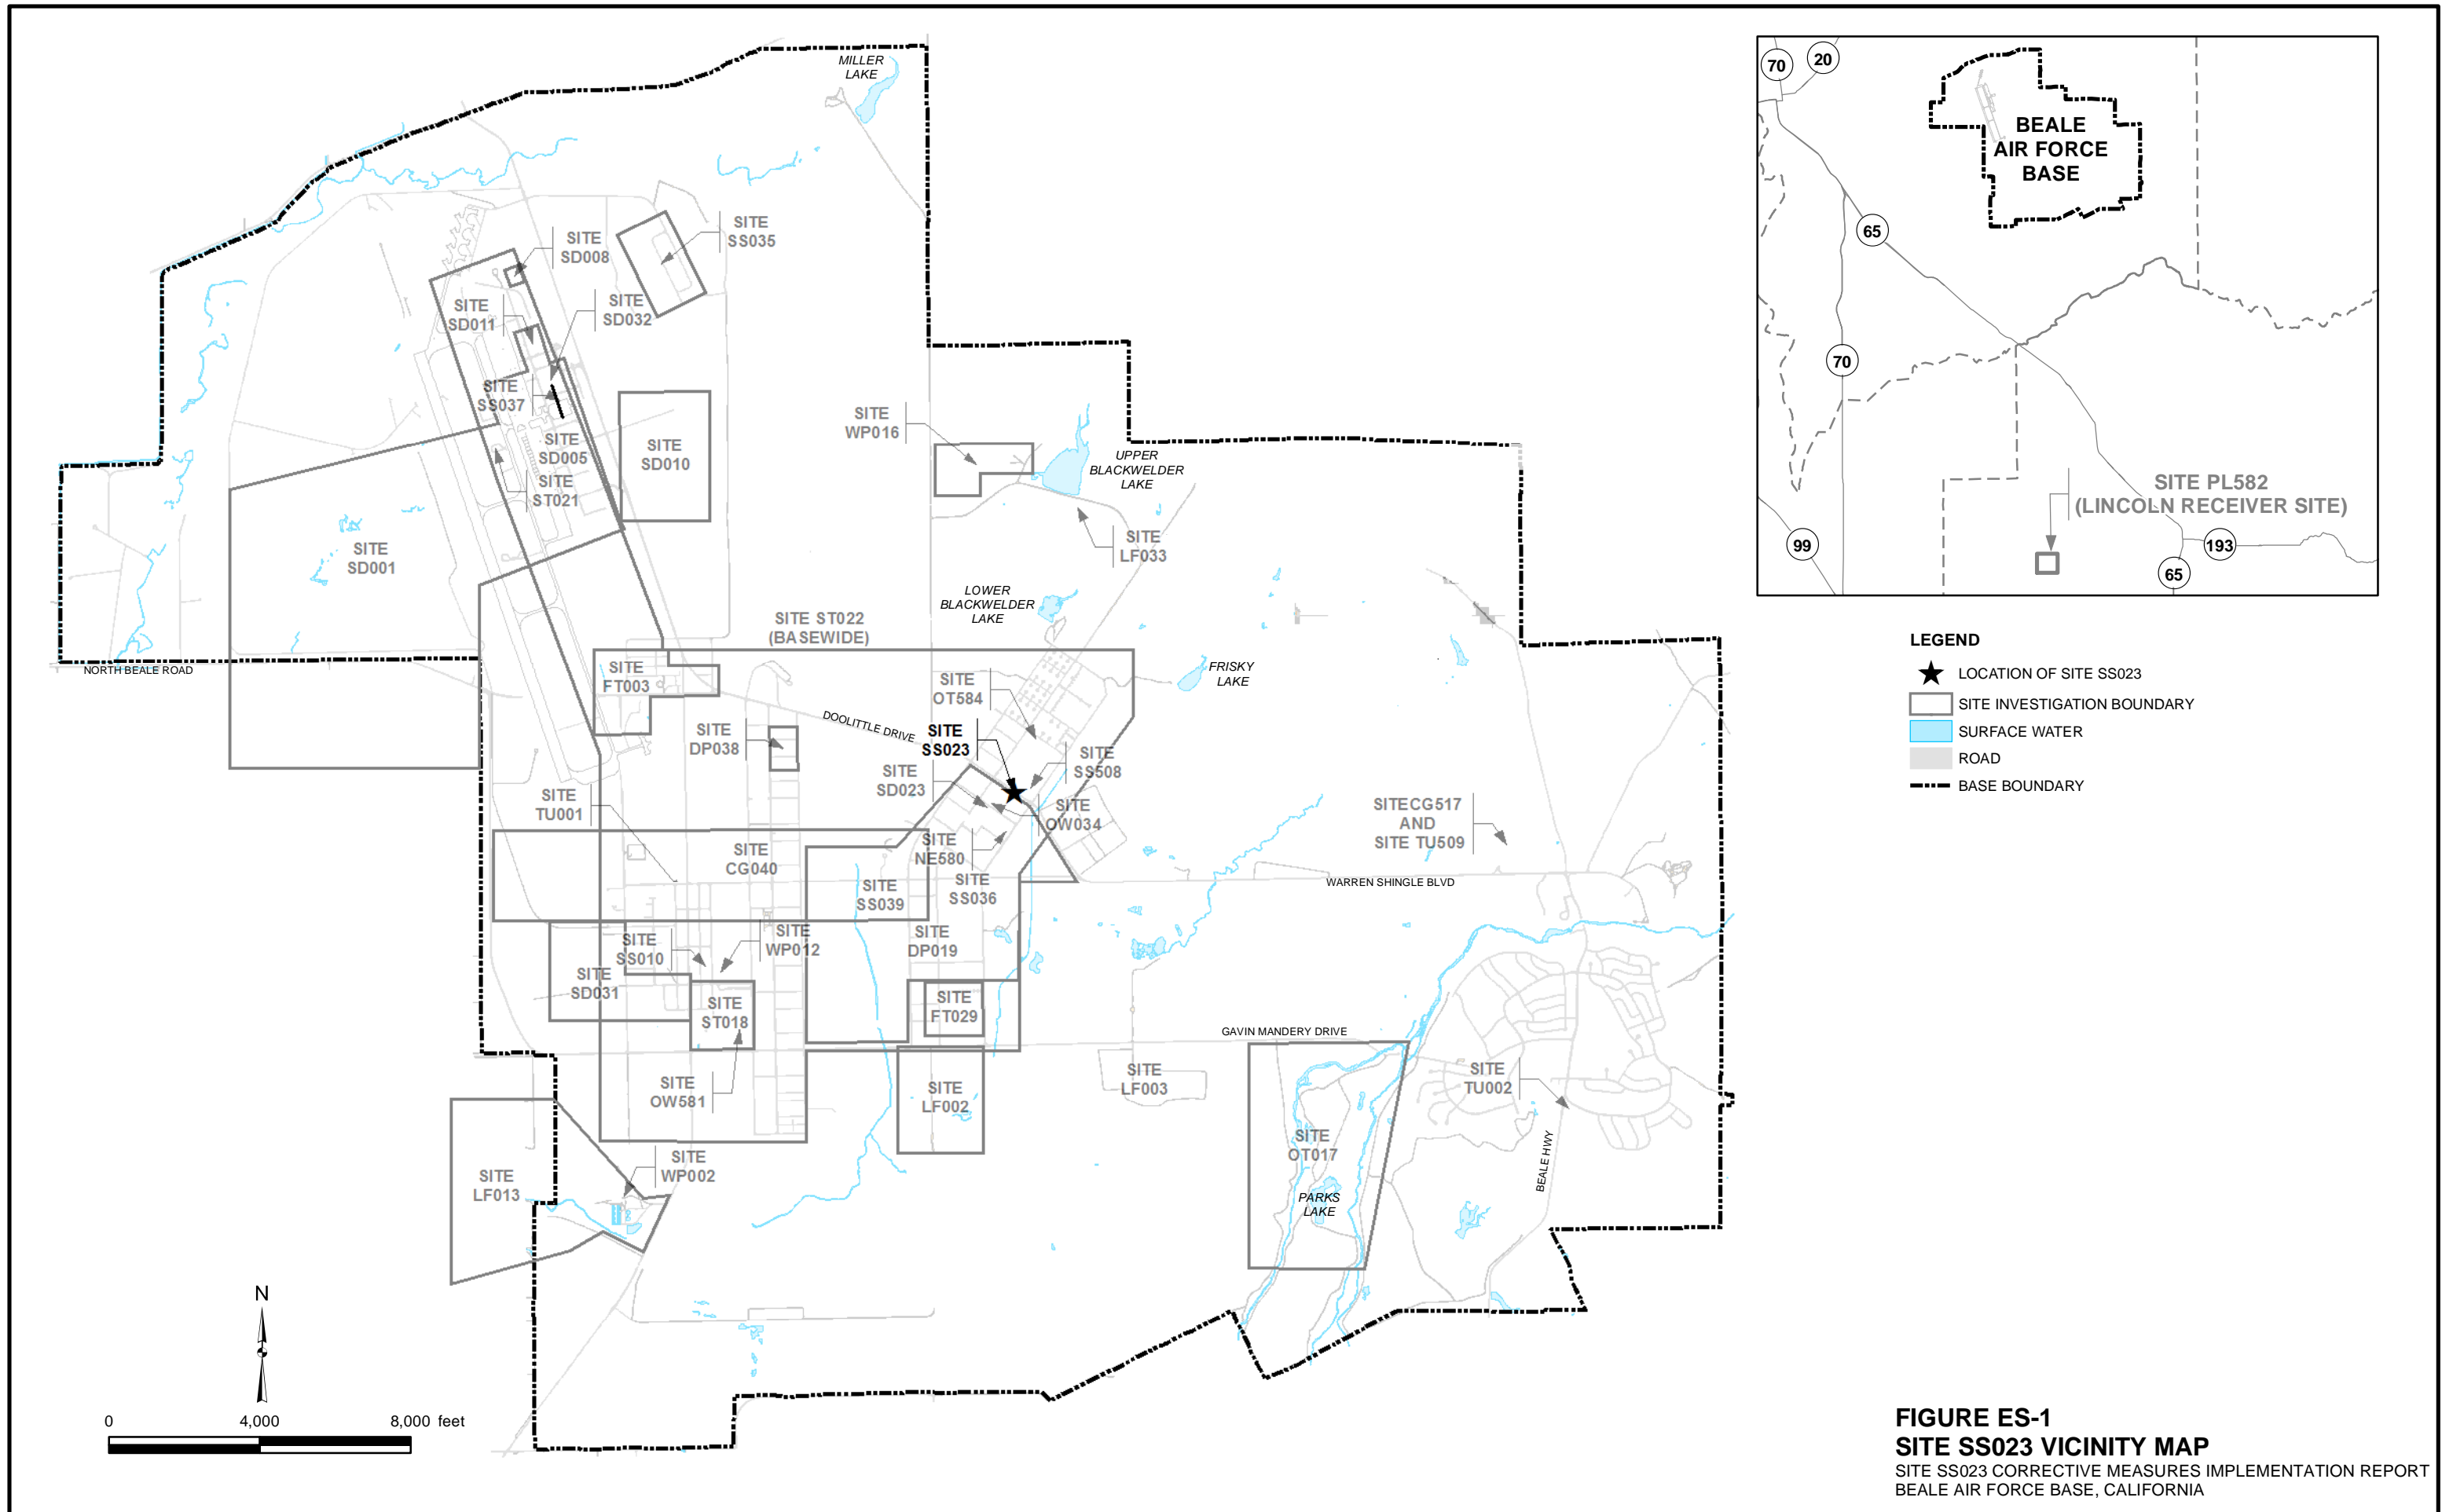 MILLER
LAKE
SITE
SS035
SITE
SD008
SITE
SD011
SITE
SD032
SITE
SS037
SITE
SD005
SITE
SD010
SITE
ST021
SITE
WP016
UPPER
BLACKWELDER
LAKE
SITE
LF033
SITE
SD001
LOWER
BLACKWELDER
LAKE
SITE ST022
(BASEWIDE)
NORTH BEALE ROAD
SITE
FT003
FRISKY
LAKE
SITE
OT584
DOOLITTLE DRIVE
SITE
DP038
SITE
SS023
SITE
SS508
SITE
SD023
SITE
TU001
SITE
OW034
SITECG517
AND
SITE TU509
SITE
NE580
SITE
CG040
SITE
SS039
SITE
SS036
WARREN SHINGLE BLVD
SITE
SS010
SITE
WP012
SITE
DP019
SITE
SD031
SITE
ST018
SITE
FT029
GAVIN MANDERY DRIVE
SITE
OW581
SITE
LF002
SITE
LF003
SITE
TU002
SITE
OT017
BEALE HWY
SITE
WP002
SITE
LF013
PARKS
LAKE
N
0 4,000 8,000 feet
70
20
BEALE
AIR FORCE
BASE
65
70
SITE PL582
(LINCOLN RECEIVER SITE)
99
193
65
LEGEND
LOCATION OF SITE SS023
SITE INVESTIGATION BOUNDARY
SURFACE WATER
ROAD
BASE BOUNDARY
FIGURE ES-1
SITE SS023 VICINITY MAP
SITE SS023 CORRECTIVE MEASURES IMPLEMENTATION REPORT
BEALE AIR FORCE BASE, CALIFORNIA